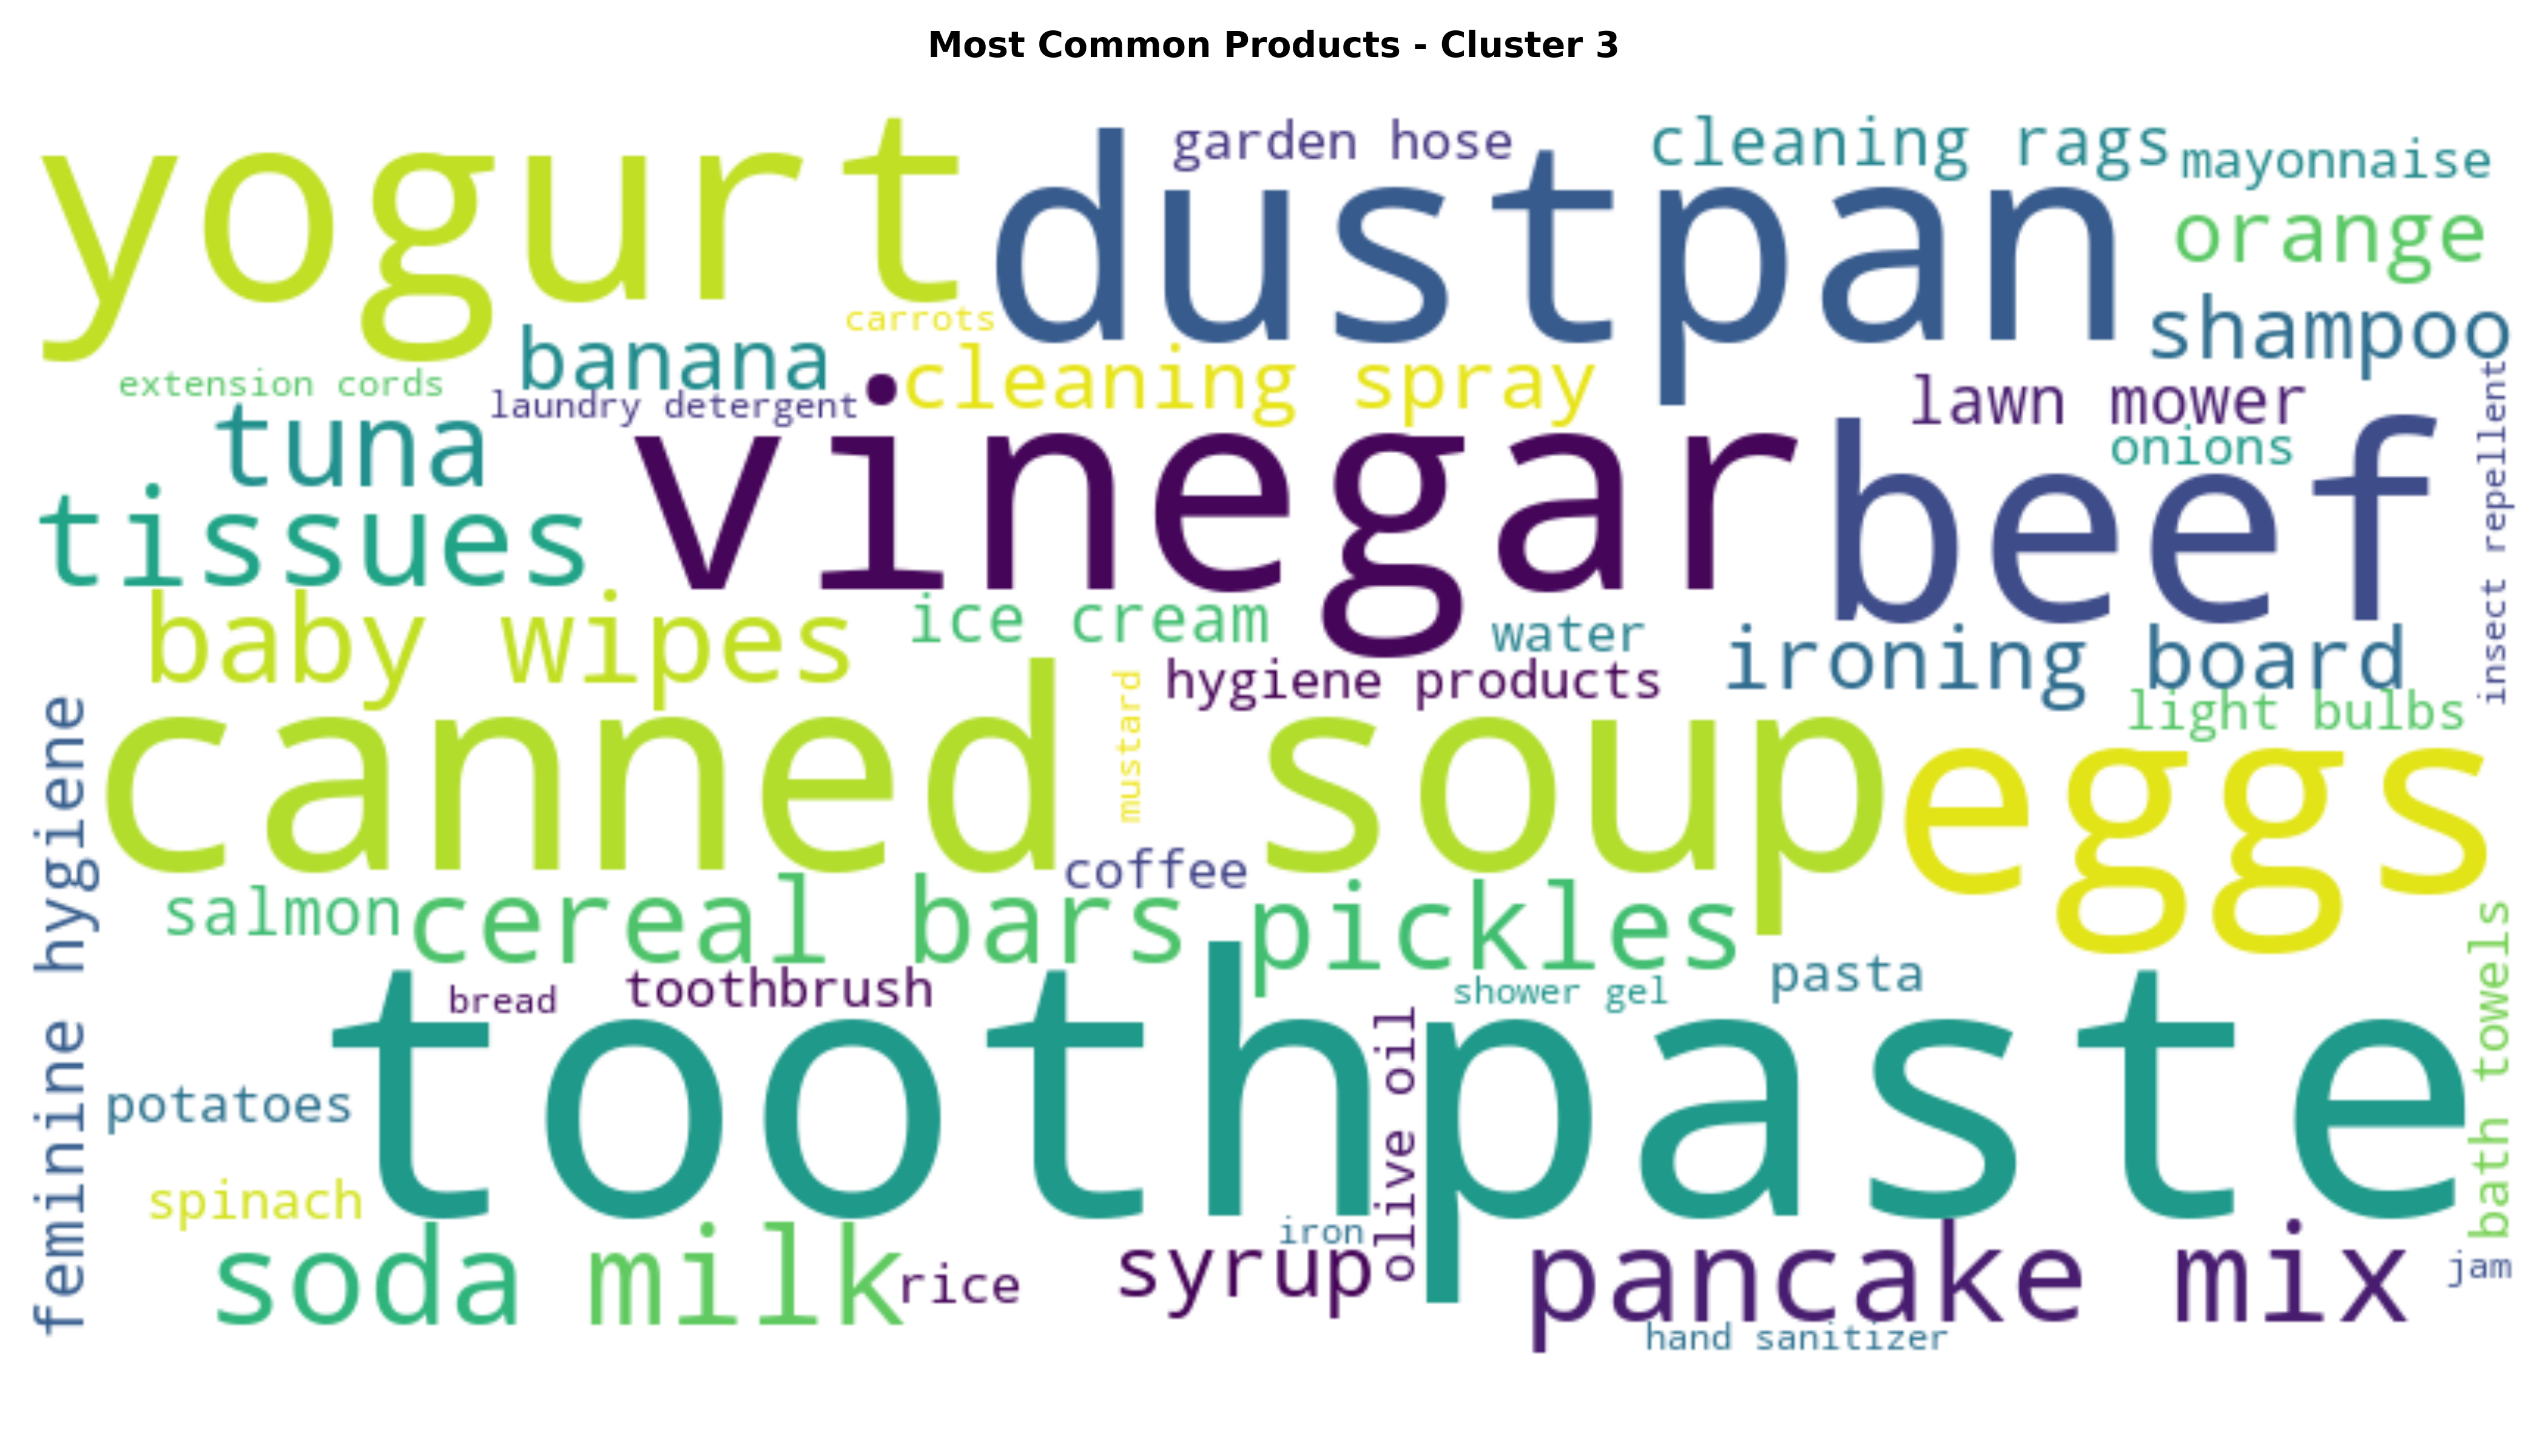 Most Common Products - Cluster 3
yogurt
dustpan
garden hose
cleaning rags
mayonnaise
orange
shampoo
carrots
banana
cleaning spray
extension cords
laundry detergent
lawn mower
tuna
vinegar
beef
onions
insect repellent
tissues
baby wipes
ice cream
water
ironing board
hygiene products
light bulbs
canned soup
mustard
eggs
feminine hygiene
coffee
salmon
cereal bars
pickles
bread
toothbrush
shower gel
pasta
bath towels
toothpaste
olive oil
potatoes
spinach
soda
milk
rice
syrup
iron
pancake mix
jam
hand sanitizer